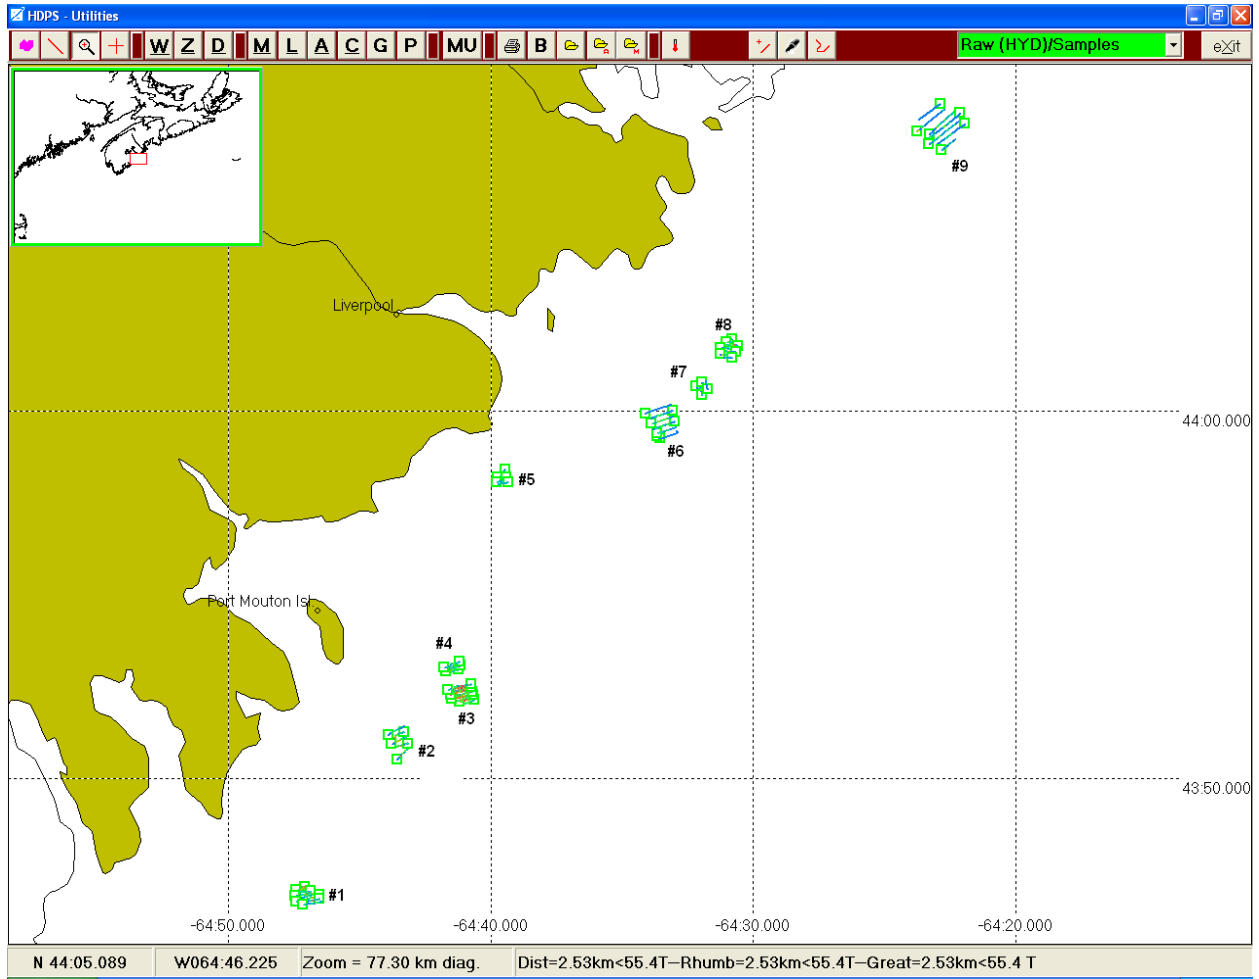 HDPS - Utilities
W Z D M L A C G P MU B Raw (HYD)/Samples eXit
#9
Liverpool
#8
#7
44:00.000
#6
#5
Port Mouton Isl.
#4
#3
#2
43:50.000
#1
-64:50.000 -64:40.000 -64:30.000 -64:20.000
N 44:05.089 W064:46.225 Zoom = 77.30 km diag. Dist=2.53km<55.4T—Rhumb=2.53km<55.4T—Great=2.53km<55.4 T